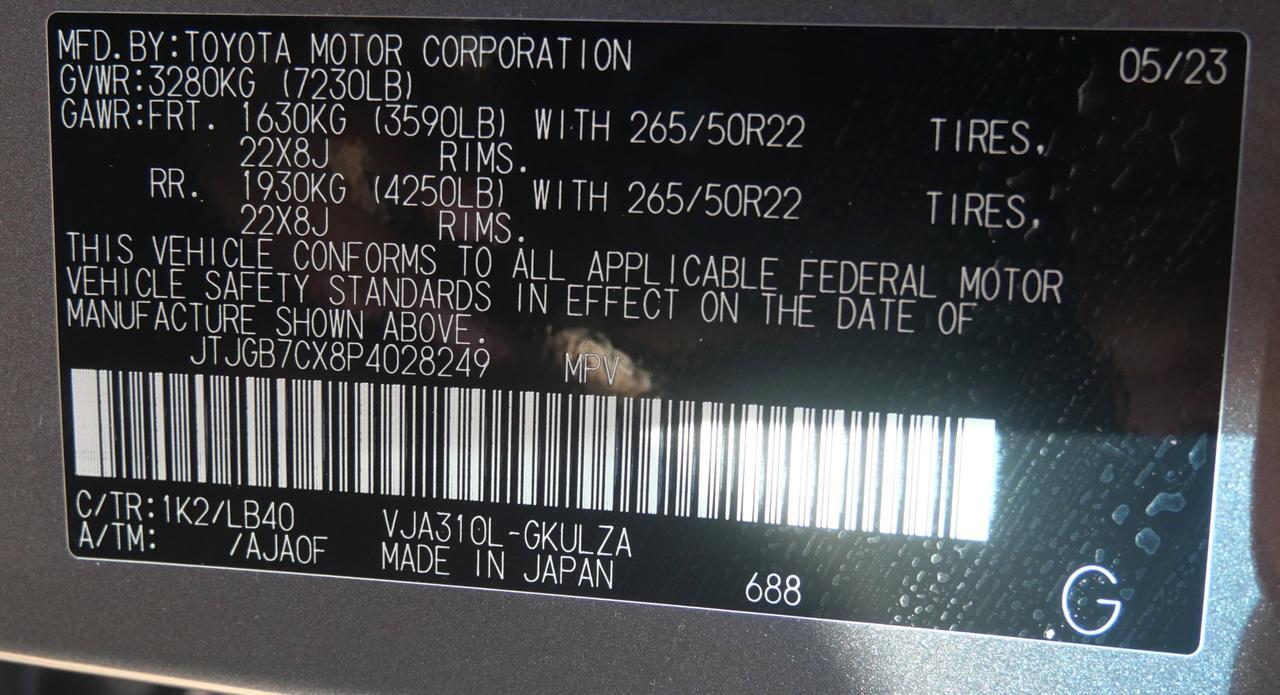 MFD.BY:TOYOTA MOTOR CORPORATION 05/23
GVWR:3280KG (7230LB)
GAWR:FRT. 1630KG (3590LB) WITH 265/50R22 TIRES,
22X8J RIMS.
RR. 1930KG (4250LB) WITH 265/50R22 TIRES,
22X8J RIMS.
THIS VEHICLE CONFORMS TO ALL APPLICABLE FEDERAL MOTOR
VEHICLE SAFETY STANDARDS IN EFFECT ON THE DATE OF
MANUFACTURE SHOWN ABOVE.
JTJGB7CX8P4028249 MPV
C/TR:1K2/LB40 VJA310L-GKULZA
A/TM: /AJA0F MADE IN JAPAN 688 G